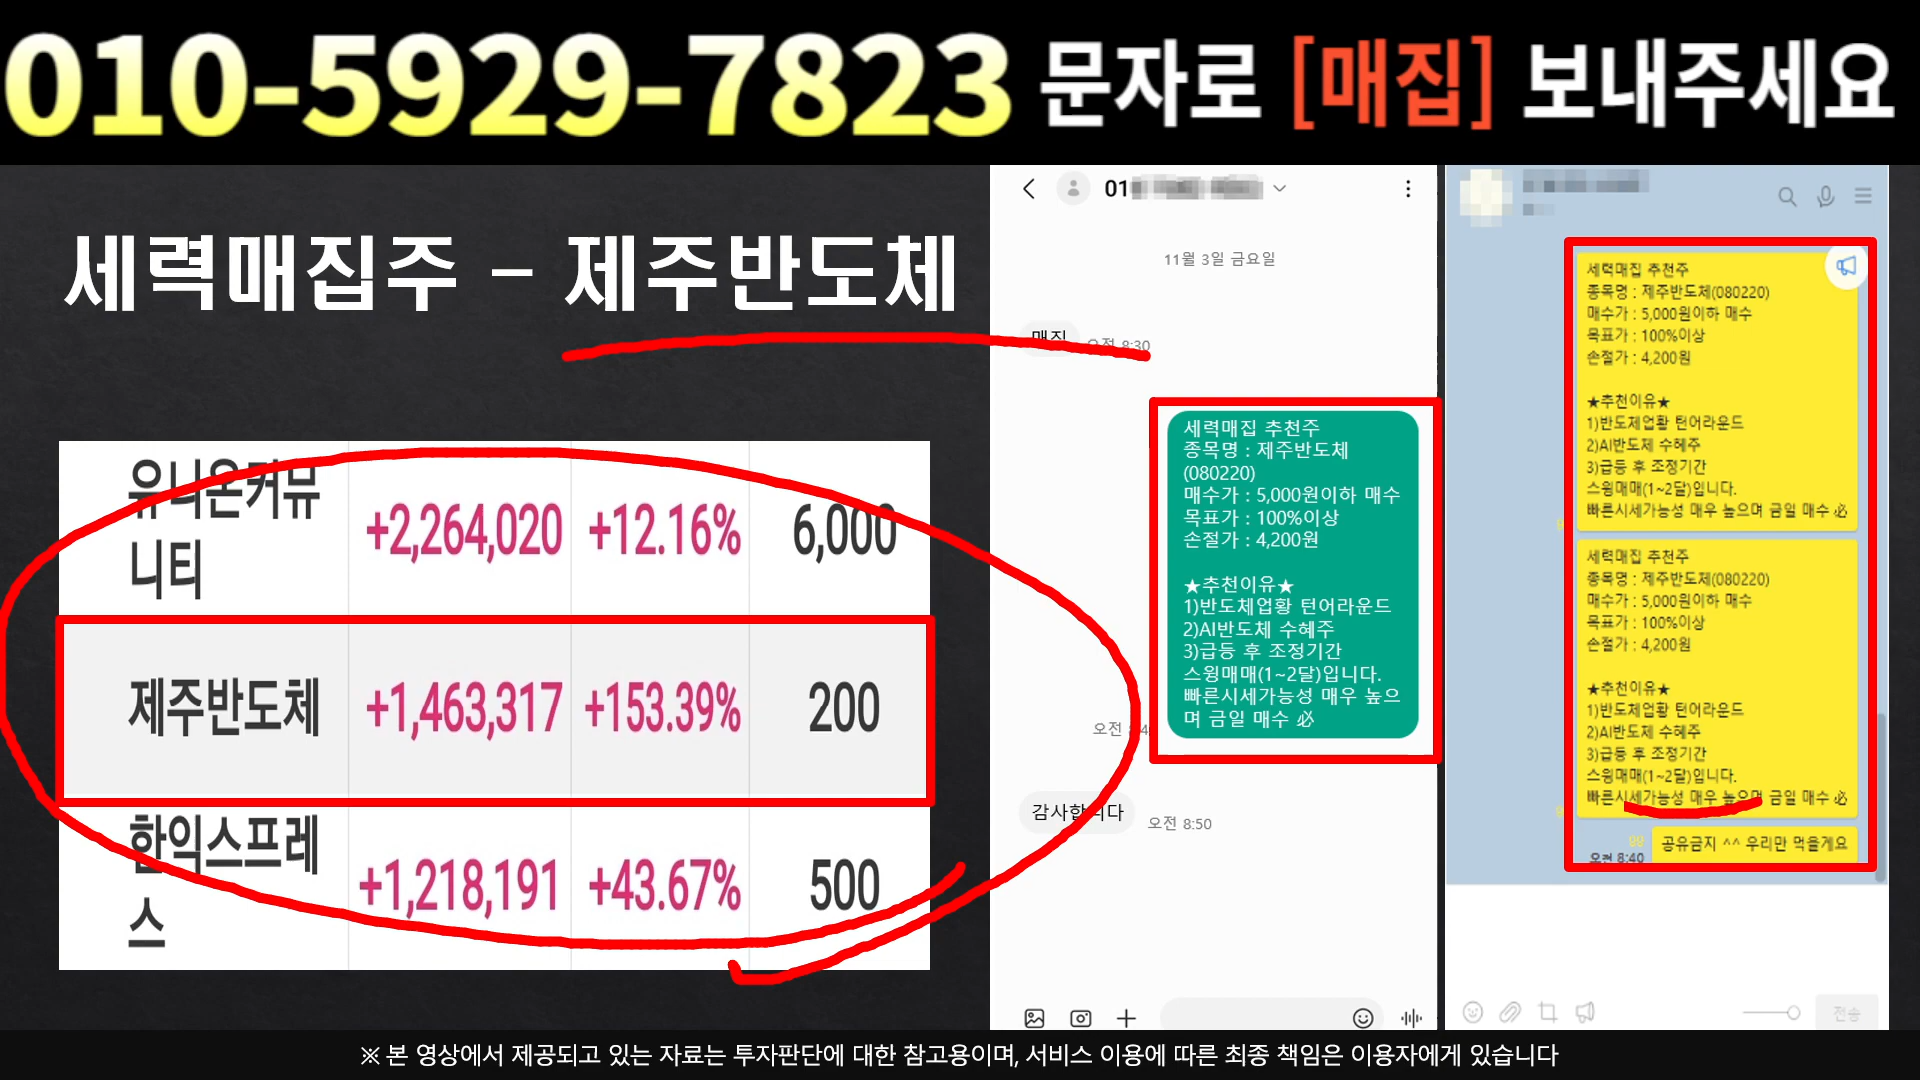 010-5929-7823 문자로 [매집] 보내주세요
세력매집주 - 제주반도체
유니온커뮤
니티
+2,264,020 +12.16% 6,000
제주반도체 +1,463,317 +153.39% 200
한익스프레
스
+1,218,191 +43.67% 500
01
11월 3일 금요일
매집
오전 8:30
세력매집 추천주
종목명 : 제주반도체
(080220)
매수가 : 5,000원이하 매수
목표가 : 100%이상
손절가 : 4,200원
★추천이유★
1)반도체업황 턴어라운드
2)AI반도체 수혜주
3)급등 후 조정기간
스윙매매(1~2달)입니다.
빠른시세가능성 매우 높으
며 금일 매수 必
오전
감사합니다
오전 8:50
세력매집 추천주
종목명 : 제주반도체(080220)
매수가 : 5,000원이하 매수
목표가 : 100%이상
손절가 : 4,200원
★추천이유★
1)반도체업황 턴어라운드
2)AI반도체 수혜주
3)급등 후 조정기간
스윙매매(1~2달)입니다.
빠른시세가능성 매우 높으며 금일 매수 必
세력매집 추천주
종목명 : 제주반도체(080220)
매수가 : 5,000원이하 매수
목표가 : 100%이상
손절가 : 4,200원
★추천이유★
1)반도체업황 턴어라운드
2)AI반도체 수혜주
3)급등 후 조정기간
스윙매매(1~2달)입니다.
빠른시세가능성 매우 높으며 금일 매수 必
오전 8:40
공유금지 ^^ 우리만 먹을게요
전송
※ 본 영상에서 제공되고 있는 자료는 투자판단에 대한 참고용이며, 서비스 이용에 따른 최종 책임은 이용자에게 있습니다